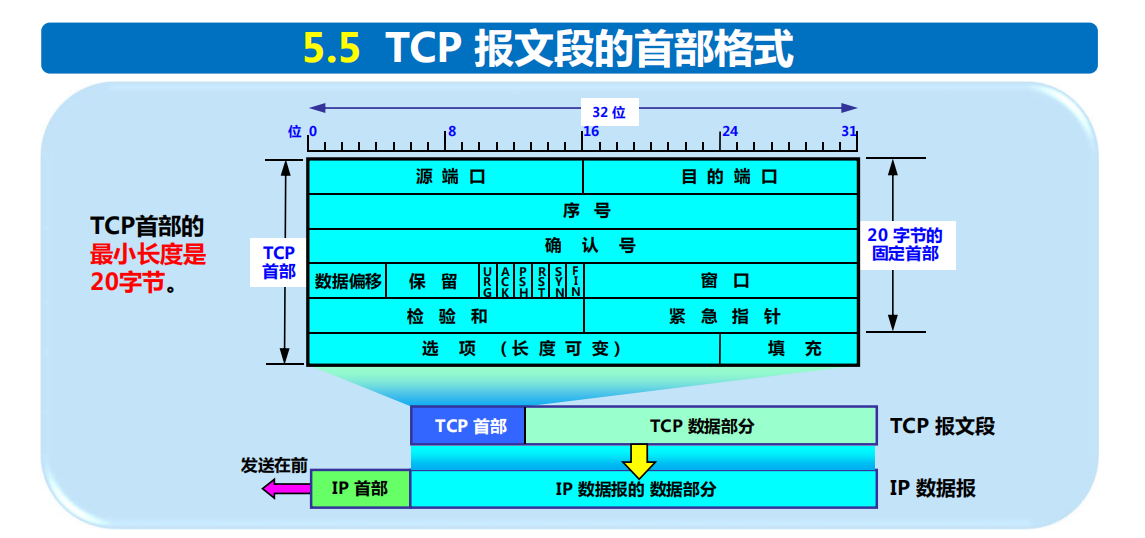 5.5 TCP 报文段的首部格式
32 位
位 0 8 16 24 31
源 端 口 目 的 端 口
序 号
确 认 号
数据偏移 保 留 URG ACK PSH RST SYN FIN 窗 口
检 验 和 紧 急 指 针
选 项 (长 度 可 变) 填 充
TCP首部的
最小长度是
20字节。
TCP
首部
20 字节的
固定首部
TCP 首部 TCP 数据部分 TCP 报文段
发送在前
IP 首部 IP 数据报的 数据部分 IP 数据报